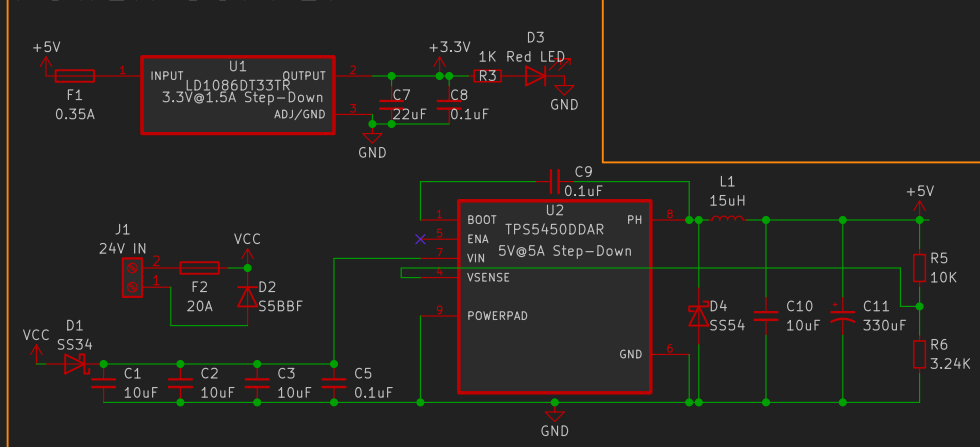 +5V
F1
0.35A
1
INPUT
U1
LD1086DT33TR
3.3V@1.5A Step-Down
OUTPUT
ADJ/GND
2
3
GND
+3.3V
C7
22uF
C8
0.1uF
1K Red LED
R3
D3
GND
C9
0.1uF
U2
TPS5450DDAR
5V@5A Step-Down
1
BOOT
5
ENA
7
VIN
4
VSENSE
9
POWERPAD
PH
8
GND
6
L1
15uH
+5V
R5
10K
R6
3.24K
D4
SS54
C10
10uF
+
C11
330uF
J1
24V IN
2
1
F2
20A
VCC
D2
S5BBF
VCC
D1
SS34
C1
10uF
C2
10uF
C3
10uF
C5
0.1uF
GND